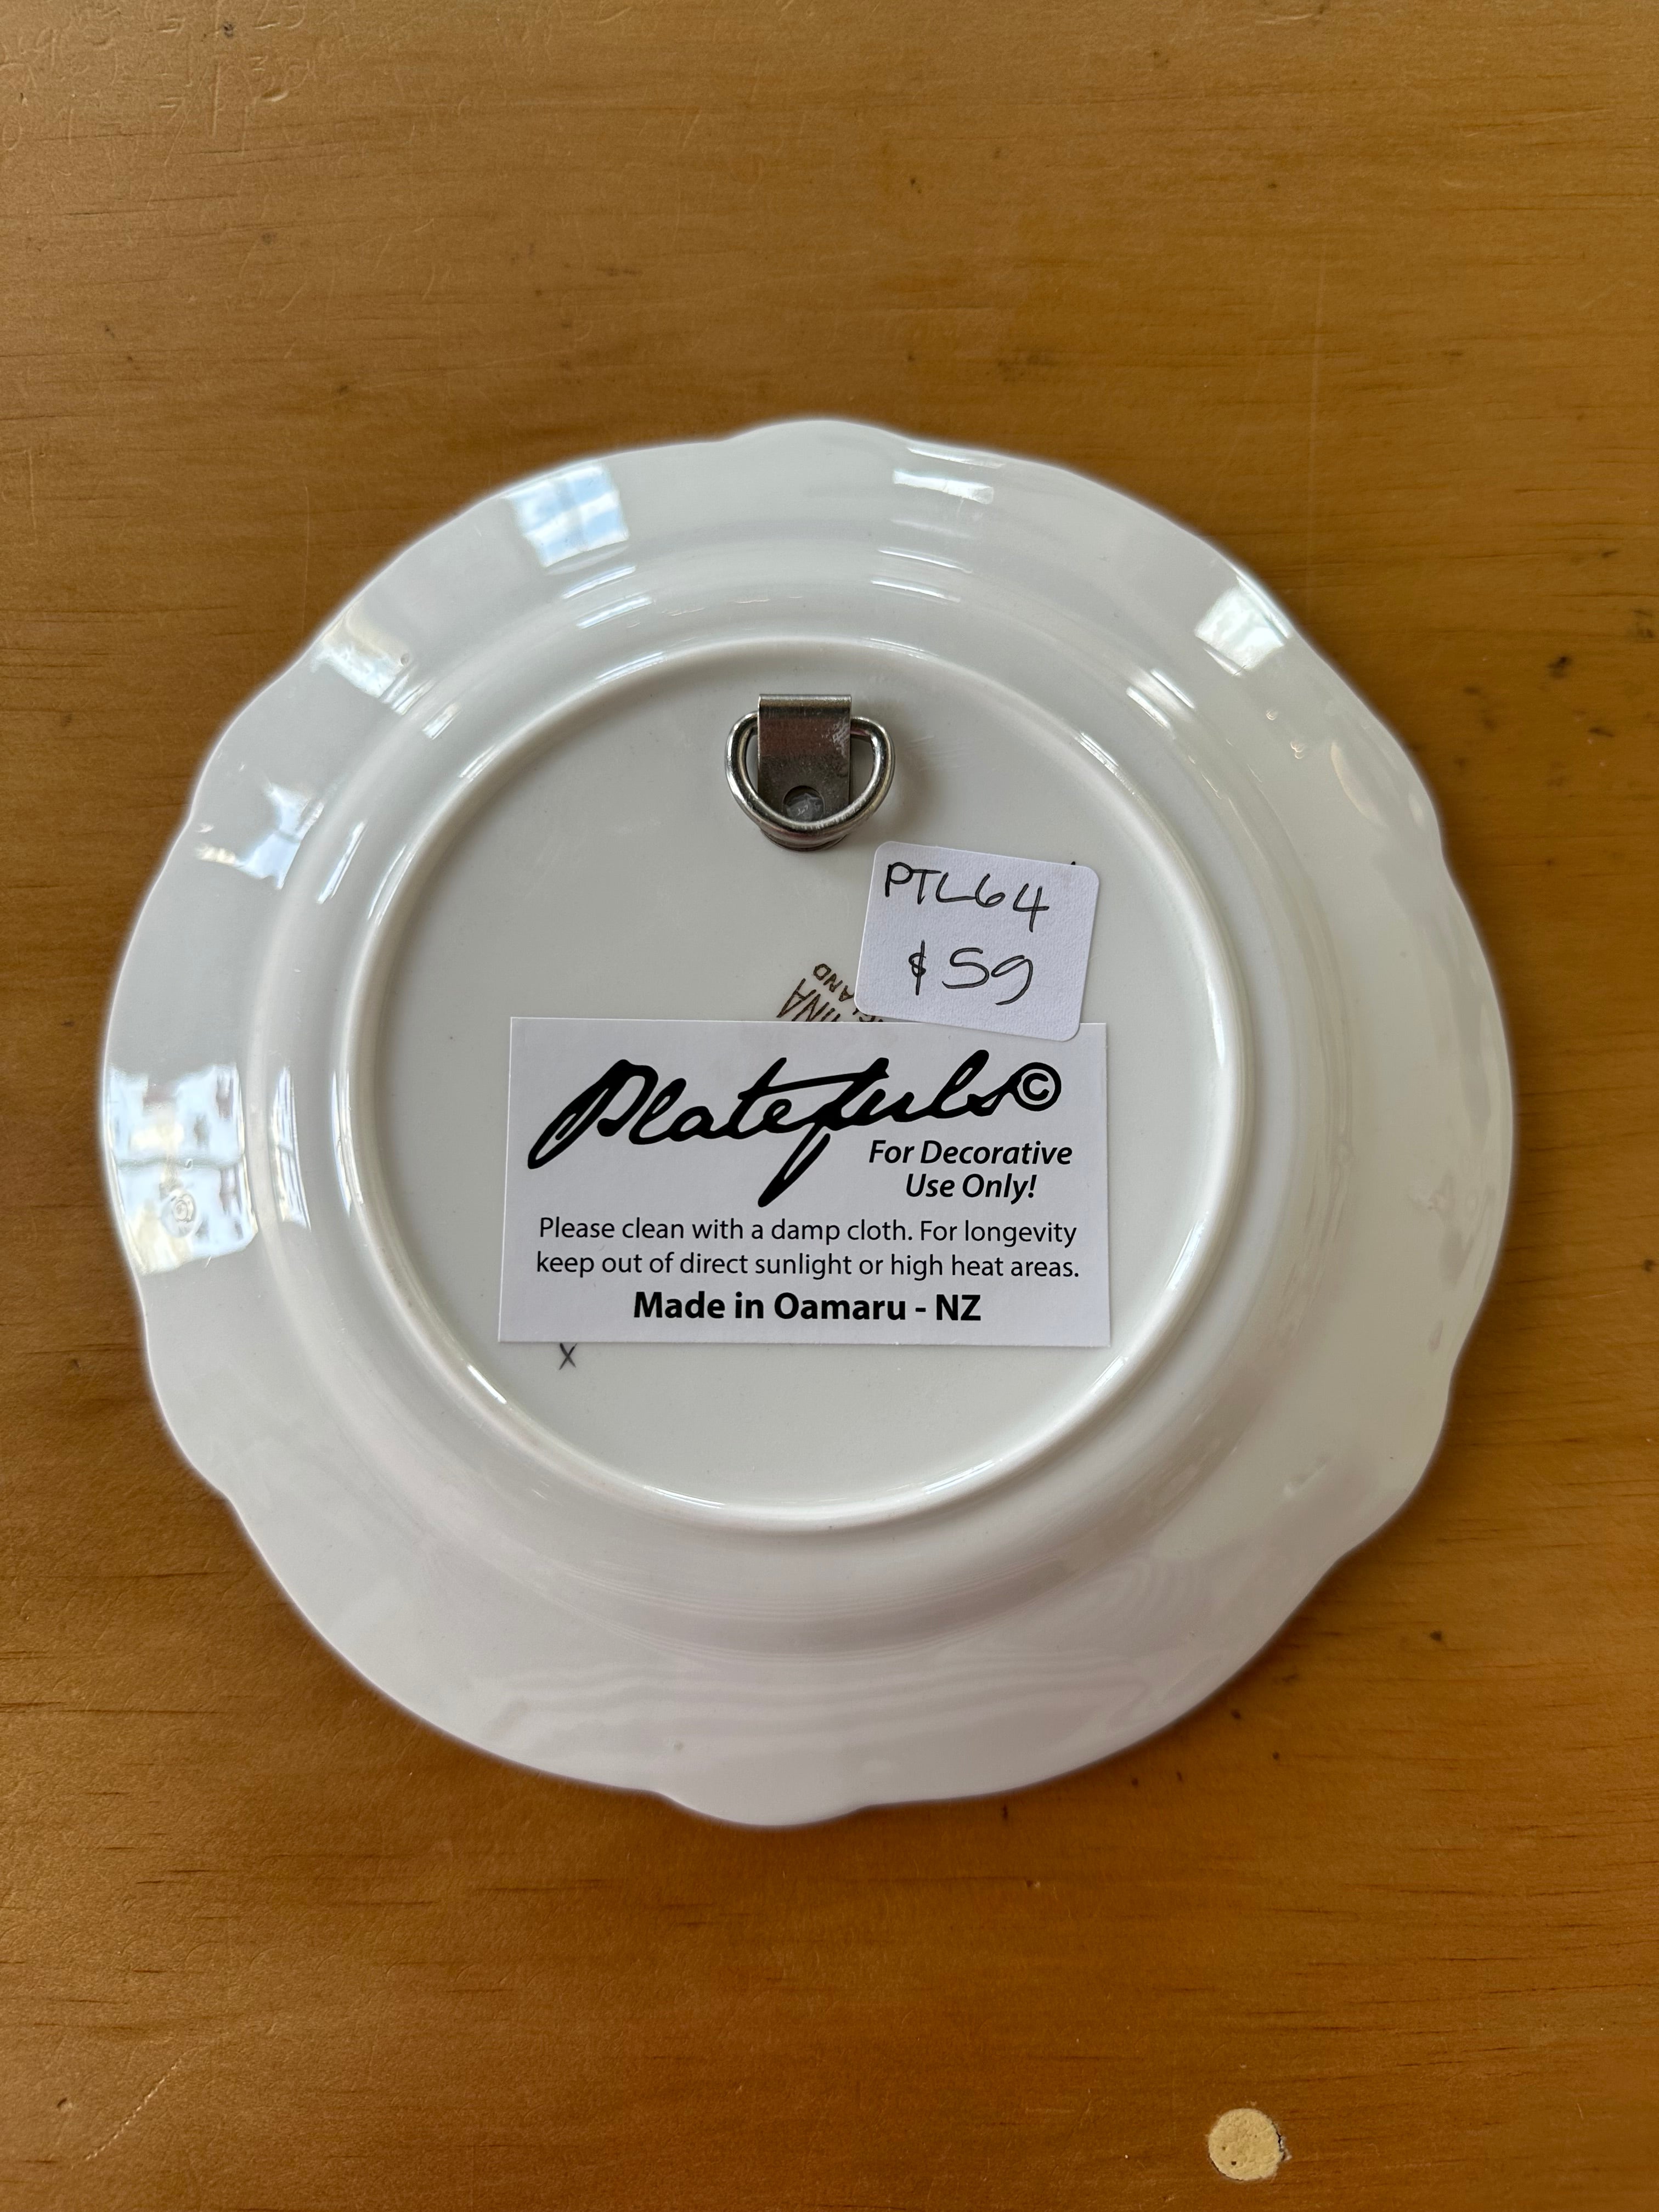 PTL64
$59
Platefuls©
For Decorative
Use Only!
Please clean with a damp cloth. For longevity
keep out of direct sunlight or high heat areas.
Made in Oamaru - NZ
X